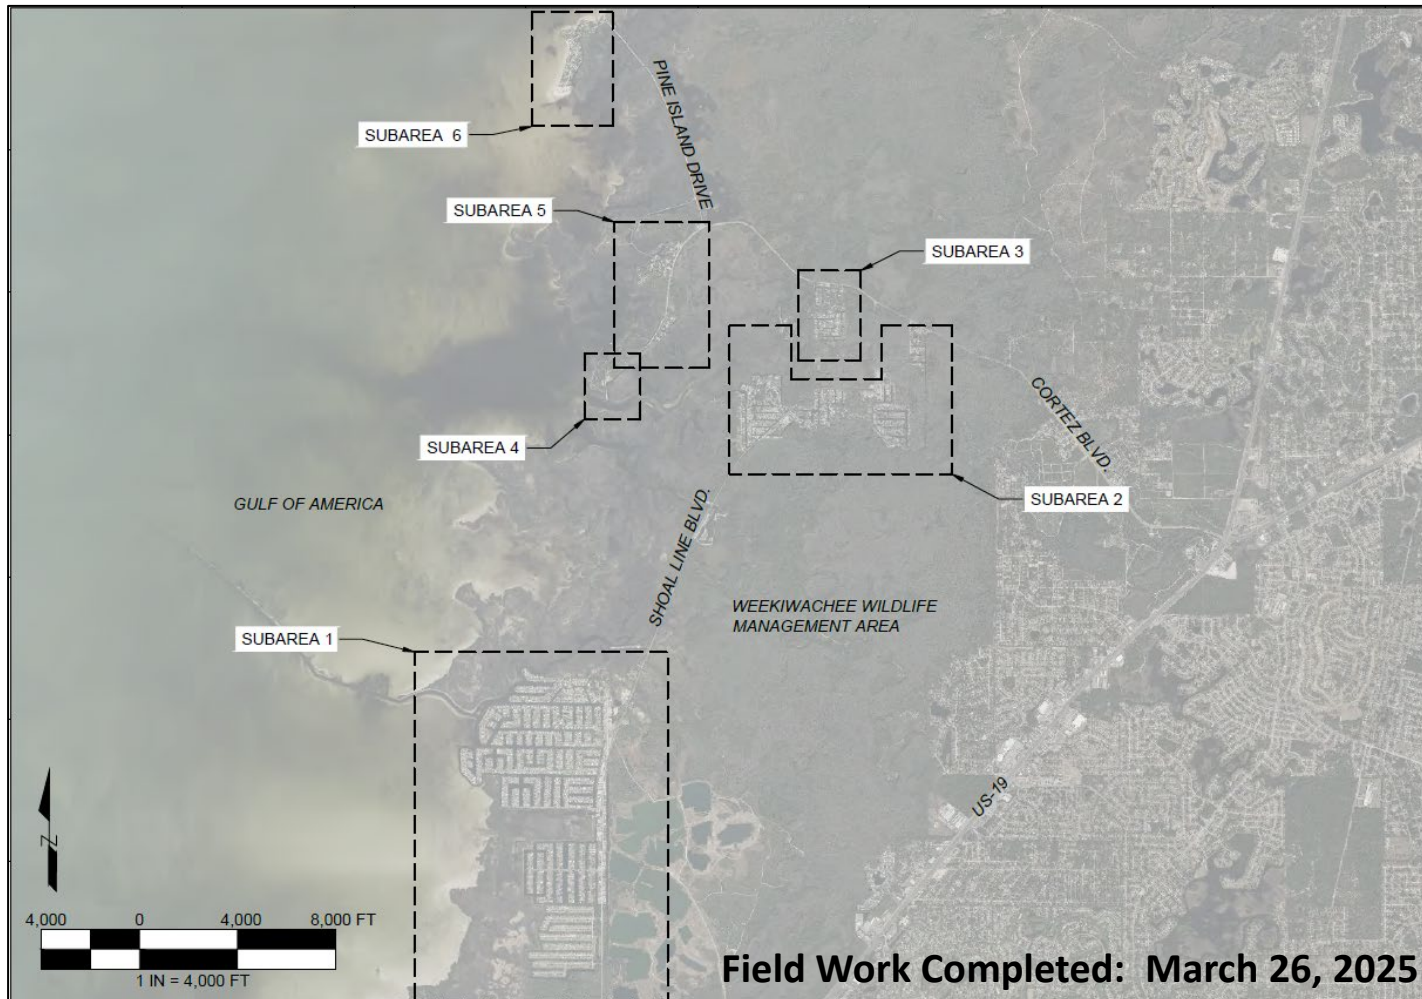 SUBAREA 6
PINE ISLAND DRIVE
SUBAREA 5
SUBAREA 3
CORTEZ BLVD.
SUBAREA 4
SUBAREA 2
GULF OF AMERICA
SHOAL LINE BLVD.
WEEKIWACHEE WILDLIFE
MANAGEMENT AREA
SUBAREA 1
US-19
N
4,000 0 4,000 8,000 FT
1 IN = 4,000 FT
Field Work Completed: March 26, 2025